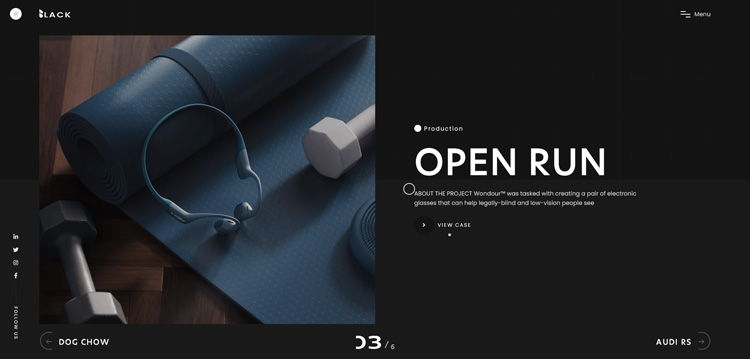 BLACK
Menu
Production
OPEN RUN
ABOUT THE PROJECT Wondour™ was tasked with creating a pair of electronic
glasses that can help legally-blind and low-vision people see
VIEW CASE
FOLLOW US
DOG CHOW
03 / 6
AUDI RS